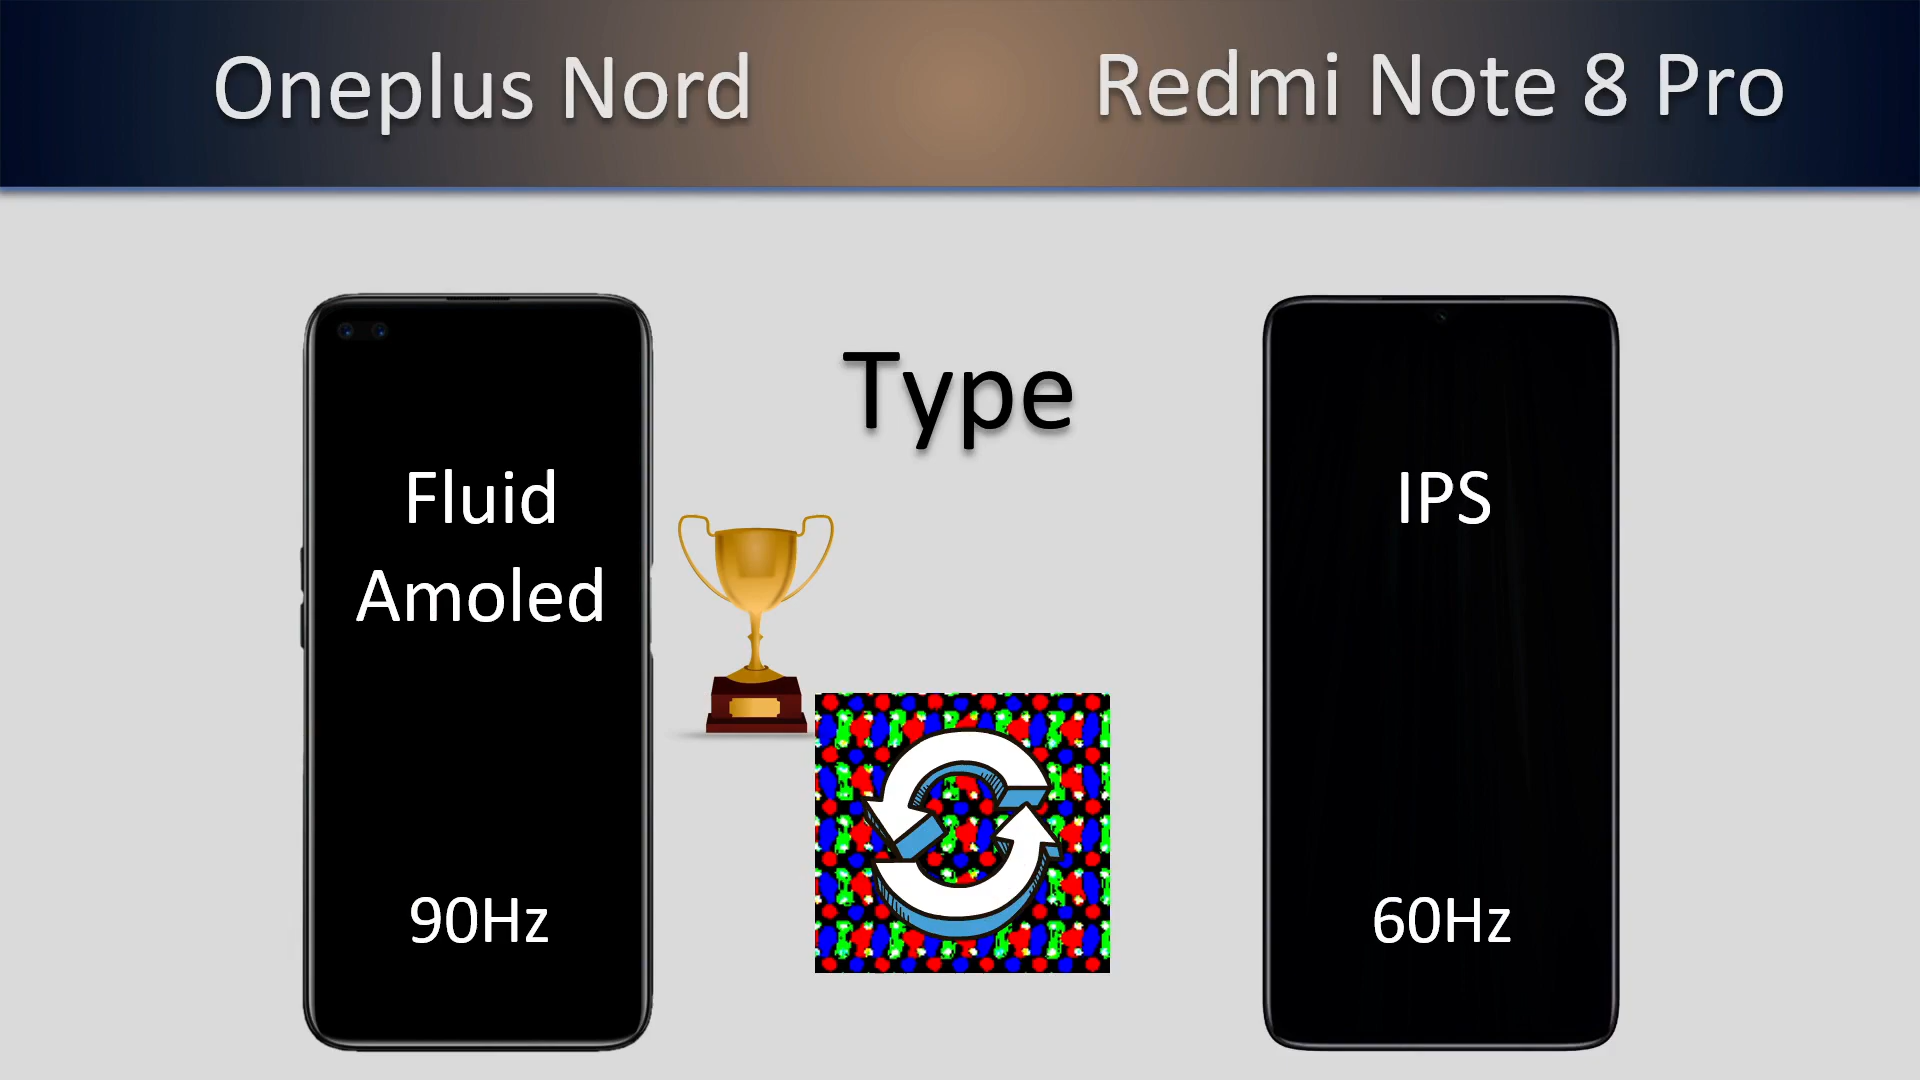 Oneplus Nord
Redmi Note 8 Pro
Type
Fluid
Amoled
90Hz
IPS
60Hz